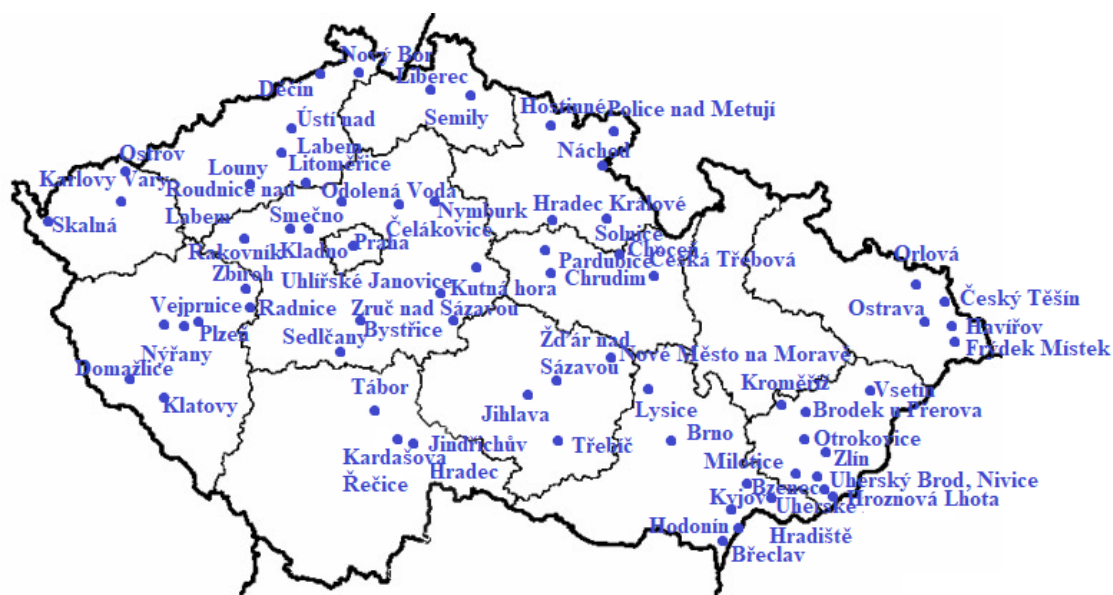 Nový Bor
Děčín
Liberec
Semily
Hostinné
Police nad Metují
Ústí nad
Labem
Ostrov
Louny
Litoměřice
Náchod
Karlovy Vary
Roudnice nad
Labem
Odolená Voda
Skalná
Smečno
Nymburk
Hradec Králové
Čelákovice
Solnice
Rakovník
Kladno
Praha
Choceň
Pardubice
Česká Třebová
Orlová
Zbiroh
Uhlířské Janovice
Chrudim
Kutná hora
Vejprnice
Radnice
Zruč nad Sázavou
Český Těšín
Ostrava
Plzeň
Bystřice
Havířov
Nýřany
Sedlčany
Žďár nad
Sázavou
Nové Město na Moravě
Frýdek Místek
Domažlice
Tábor
Kroměříž
Vsetín
Klatovy
Jihlava
Lysice
Brodek u Přerova
Kardašova
Řečice
Jindřichův
Hradec
Třebíč
Brno
Otrokovice
Zlín
Milotice
Bzenec
Uherský Brod, Nivice
Kyjov
Uherské
Hradiště
Hroznová Lhota
Hodonín
Břeclav